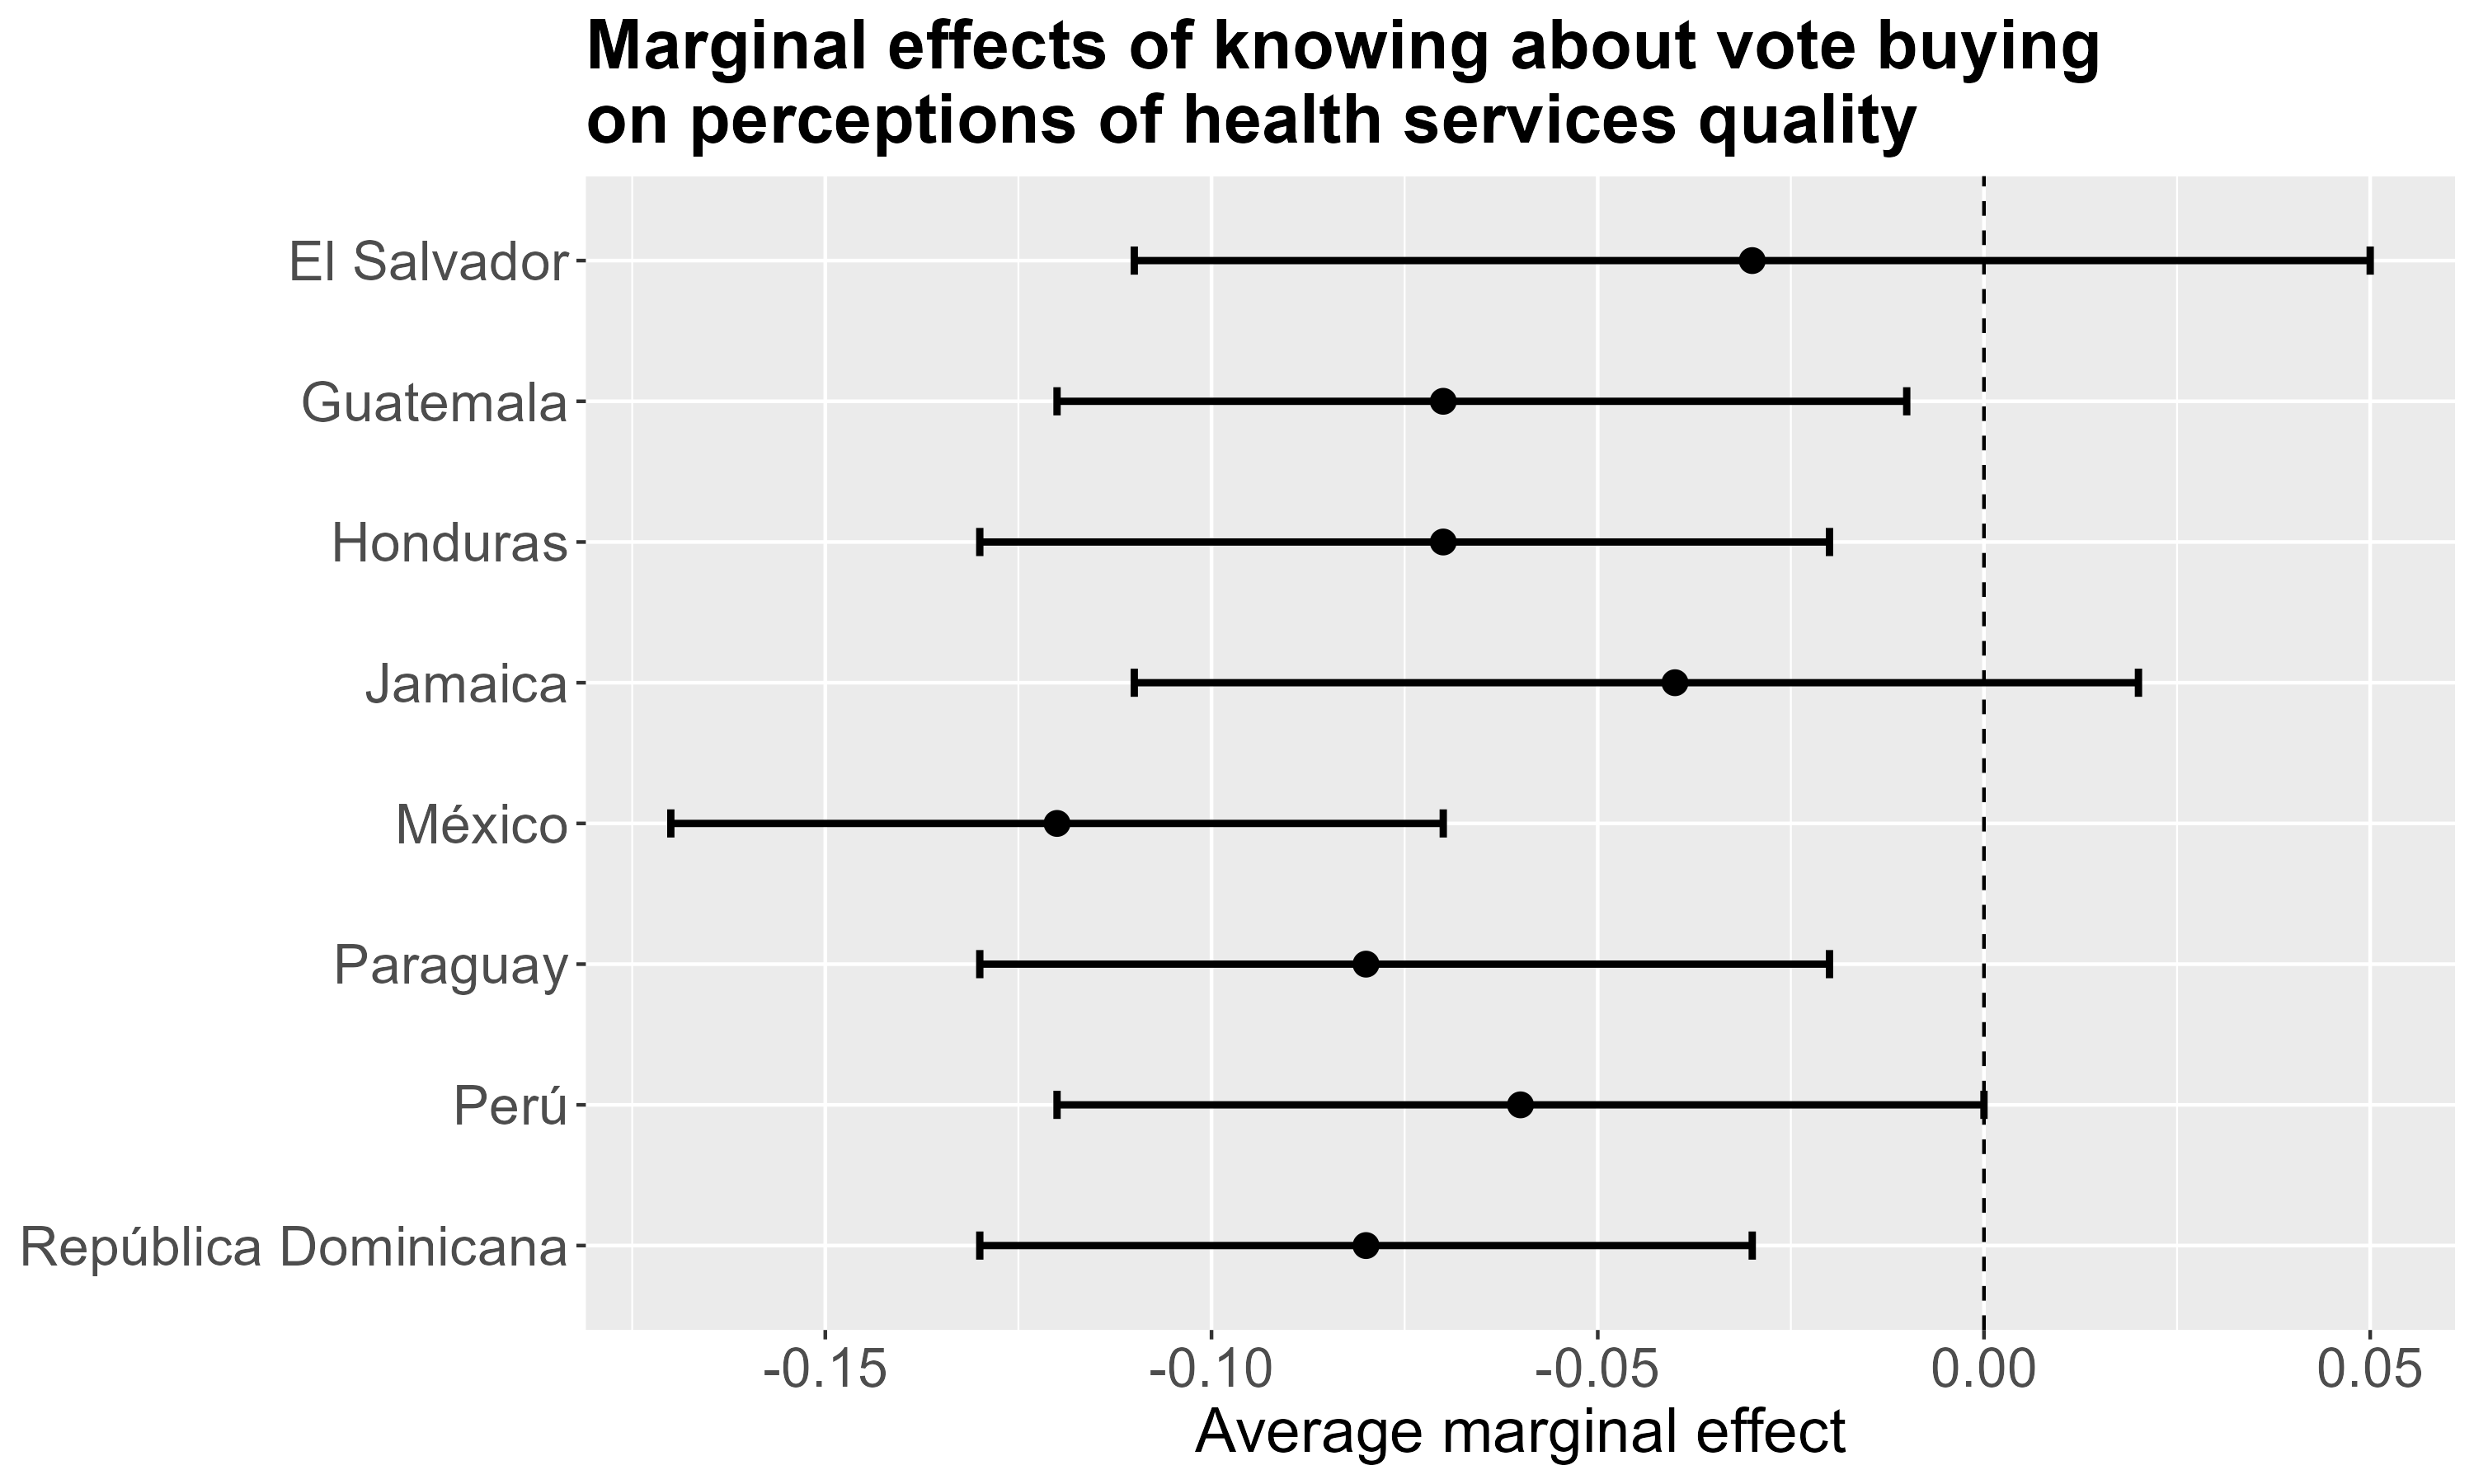 Marginal effects of knowing about vote buying
on perceptions of health services quality
El Salvador
Guatemala
Honduras
Jamaica
México
Paraguay
Perú
República Dominicana
-0.15 -0.10 -0.05 0.00 0.05
Average marginal effect